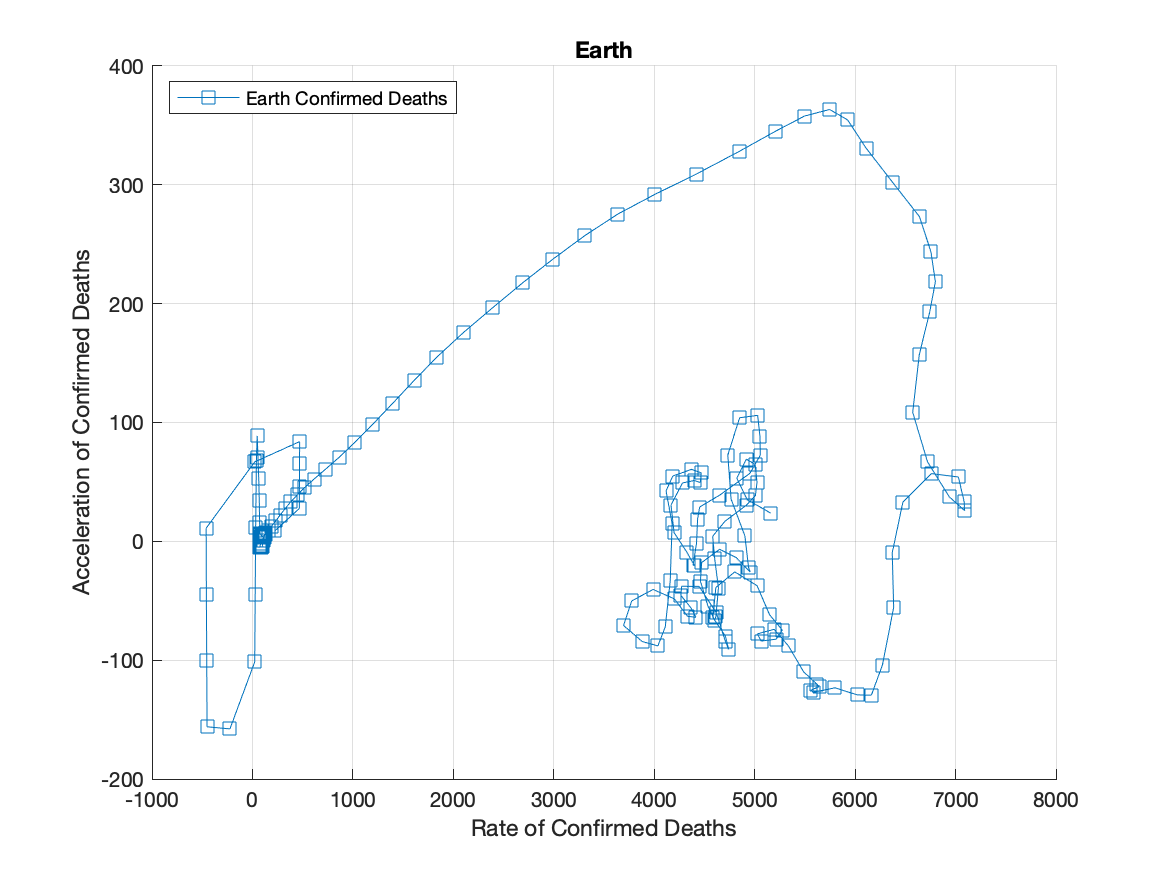 Earth
Earth Confirmed Deaths
400
300
200
100
0
-100
-200
Acceleration of Confirmed Deaths
-1000 0 1000 2000 3000 4000 5000 6000 7000 8000
Rate of Confirmed Deaths